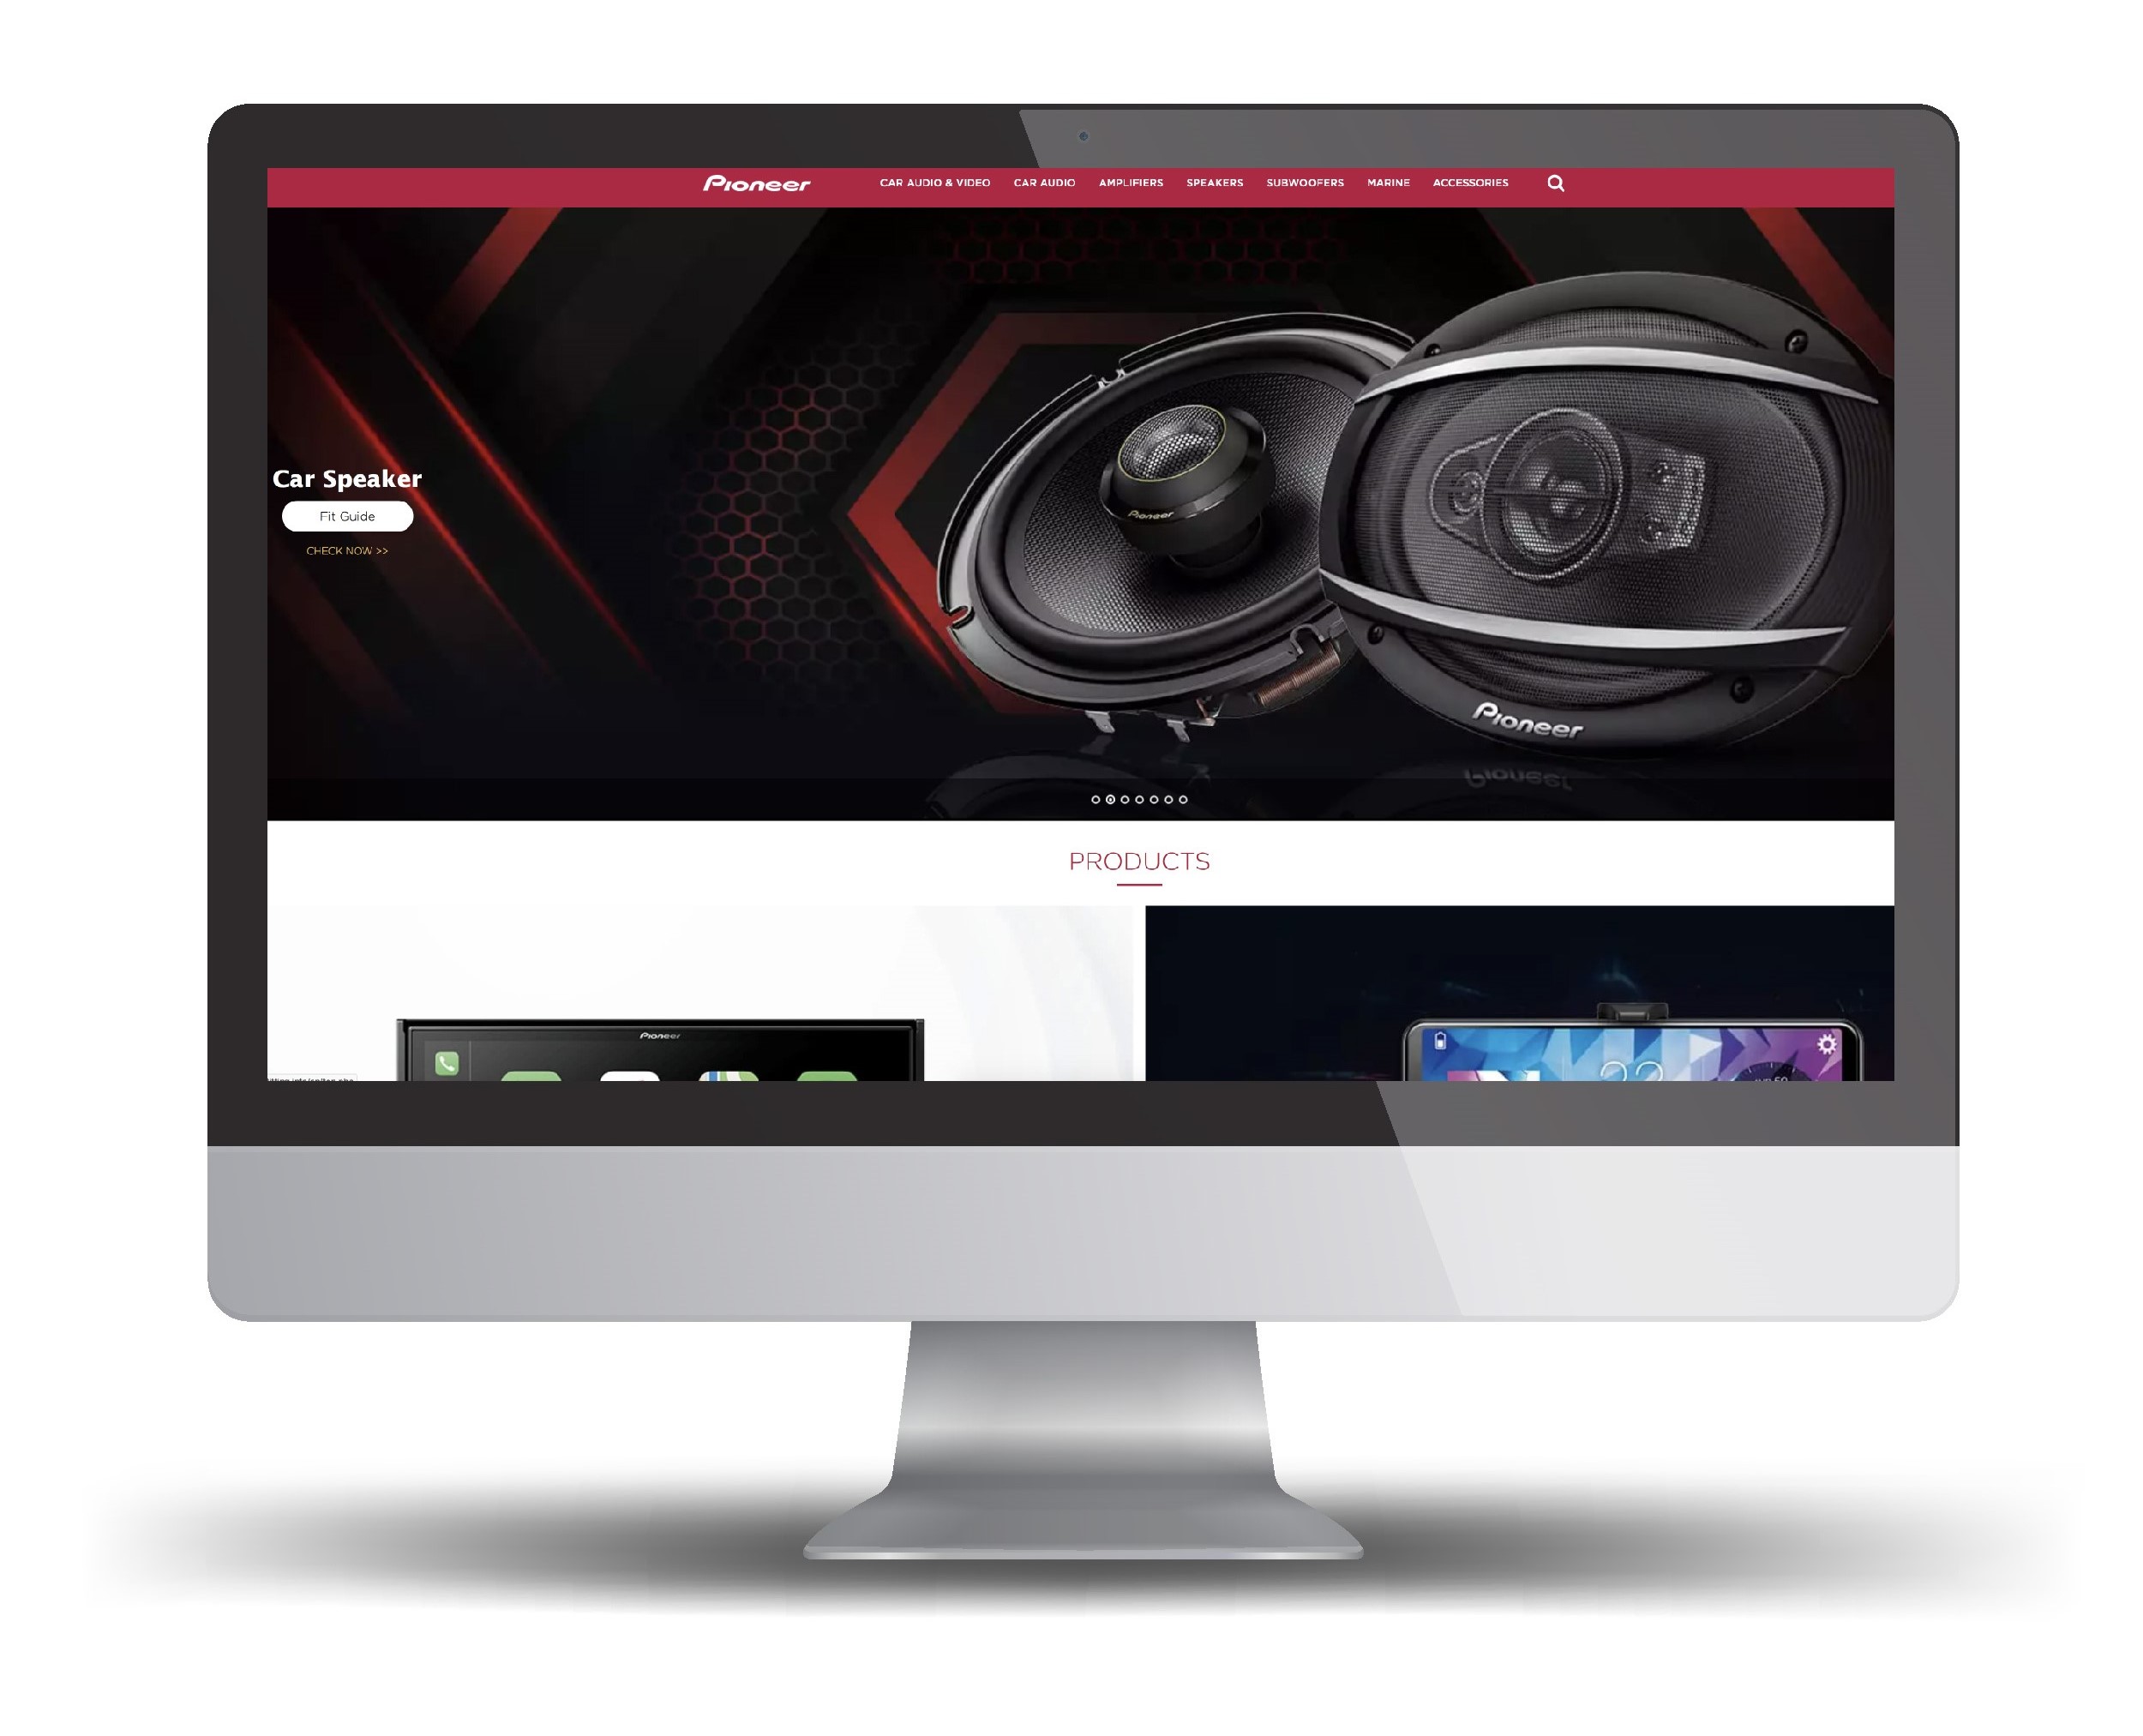 Pioneer CAR AUDIO & VIDEO CAR AUDIO AMPLIFIERS SPEAKERS SUBWOOFERS MARINE ACCESSORIES
Car Speaker
Fit Guide
CHECK NOW >>
Pioneer
Pioneer
PRODUCTS
Pioneer